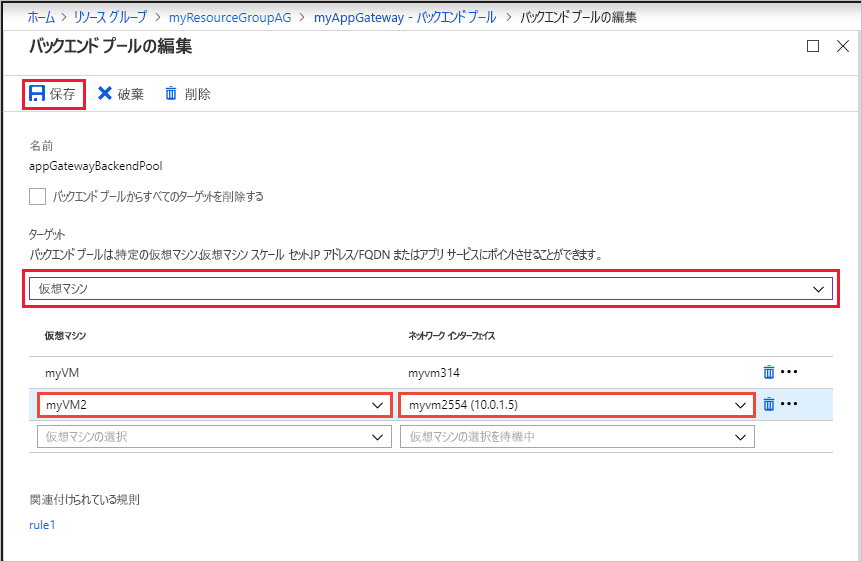 ホーム > リソース グループ > myResourceGroupAG > myAppGateway - バックエンド プール > バックエンド プールの編集
バックエンド プールの編集
保存 破棄 削除
名前
appGatewayBackendPool
バックエンド プールからすべてのターゲットを削除する
ターゲット
バックエンド プールは、特定の仮想マシン、仮想マシン スケール セット、IP アドレス/FQDN またはアプリ サービスにポイントさせることができます。
仮想マシン
仮想マシン ネットワーク インターフェイス
myVM myvm314
myVM2 myvm2554 (10.0.1.5)
仮想マシンの選択 仮想マシンの選択を待機中
関連付けられている規則
rule1